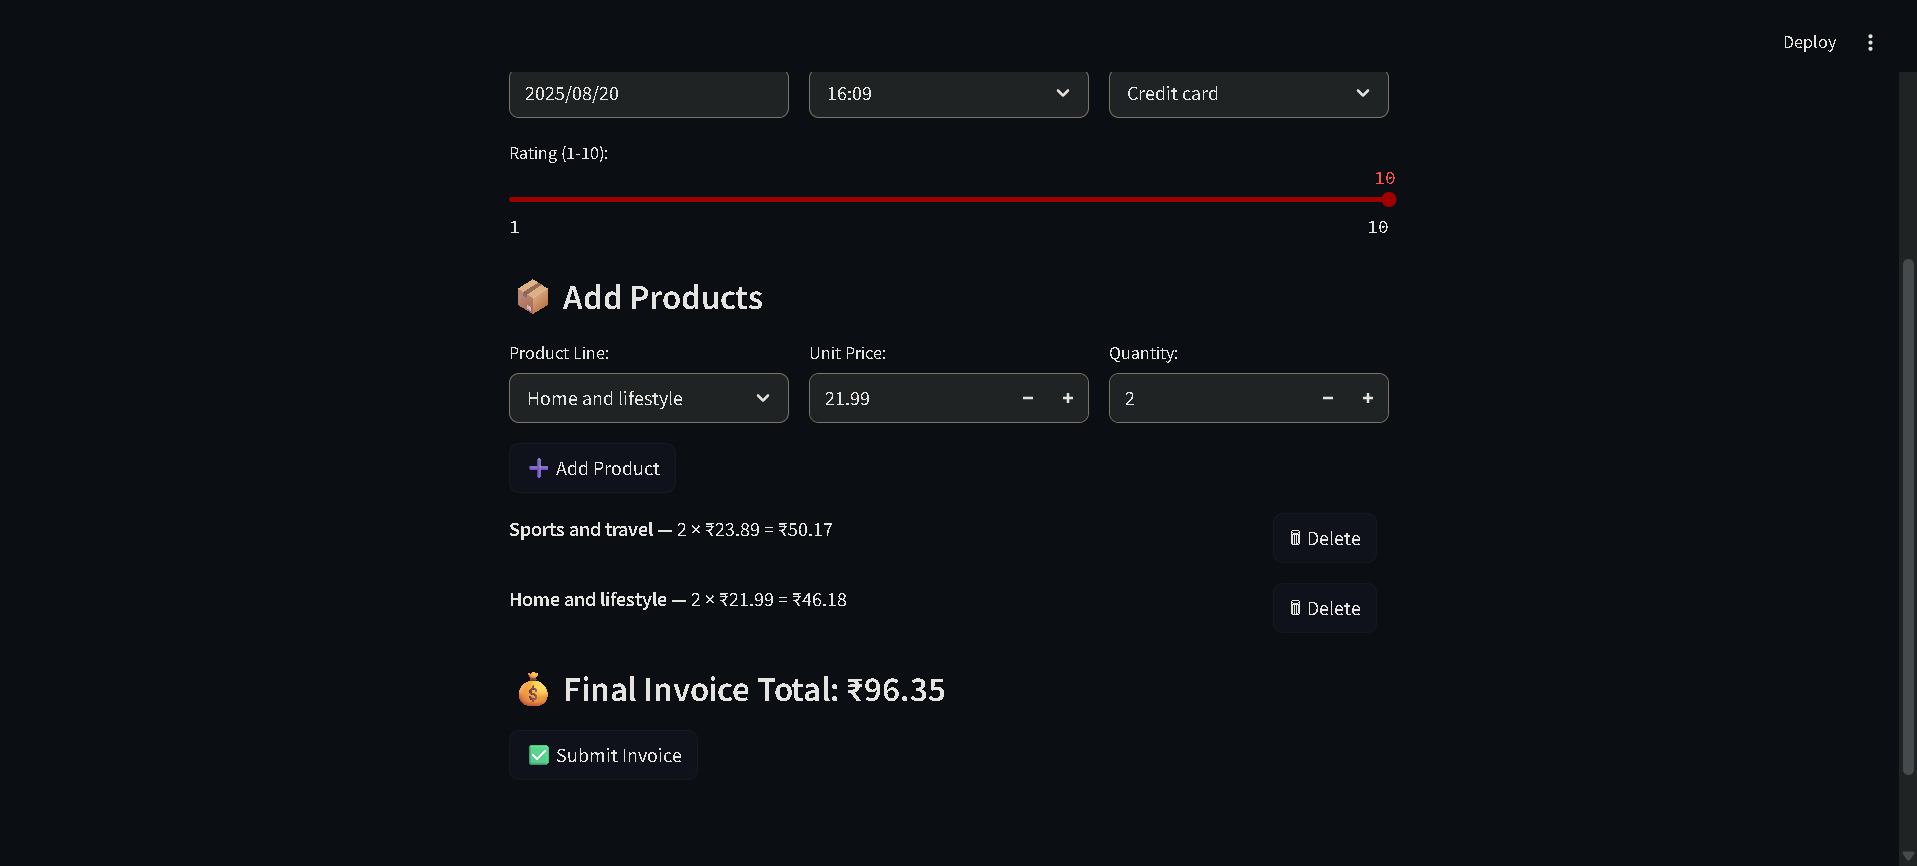 Deploy
2025/08/20 16:09 Credit card
Rating (1-10):
10
1 10
📦 Add Products
Product Line: Unit Price: Quantity:
Home and lifestyle 21.99 − + 2 − +
➕ Add Product
Sports and travel — 2 × ₹23.89 = ₹50.17 🗑 Delete
Home and lifestyle — 2 × ₹21.99 = ₹46.18 🗑 Delete
💰 Final Invoice Total: ₹96.35
✅ Submit Invoice